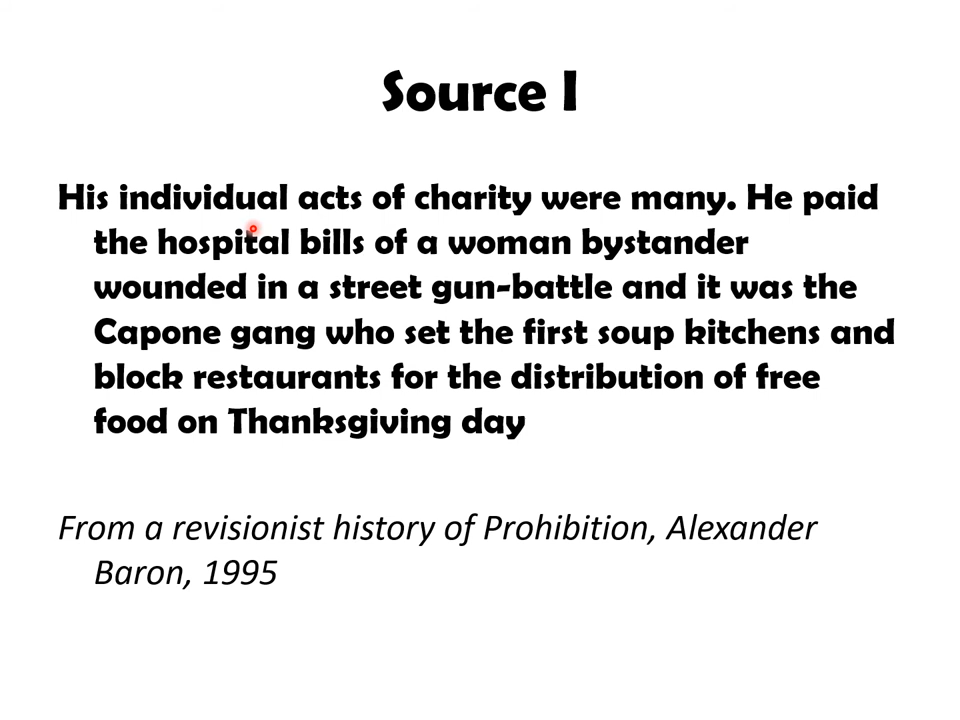 Source I
His individual acts of charity were many. He paid
the hospital bills of a woman bystander
wounded in a street gun-battle and it was the
Capone gang who set the first soup kitchens and
block restaurants for the distribution of free
food on Thanksgiving day
From a revisionist history of Prohibition, Alexander
Baron, 1995